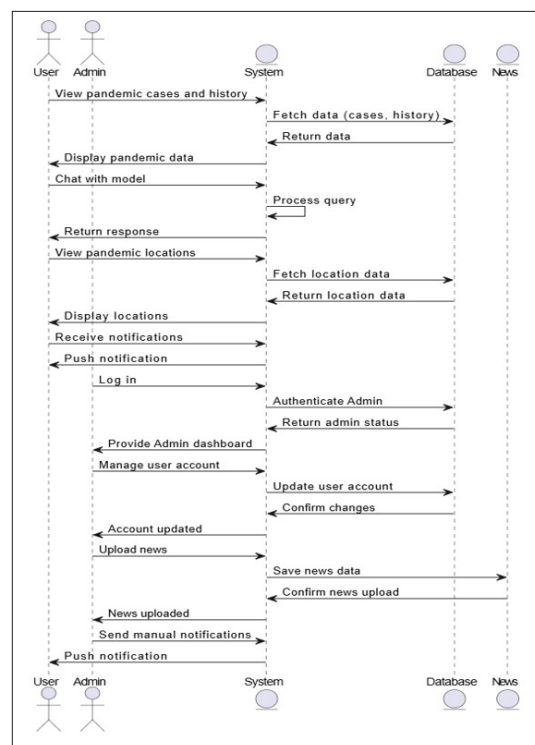 User Admin System Database News
View pandemic cases and history
Fetch data (cases, history)
Return data
Display pandemic data
Chat with model
Process query
Return response
View pandemic locations
Fetch location data
Return location data
Display locations
Receive notifications
Push notification
Log in
Authenticate Admin
Return admin status
Provide Admin dashboard
Manage user account
Update user account
Confirm changes
Account updated
Upload news
Save news data
Confirm news upload
News uploaded
Send manual notifications
Push notification
User Admin System Database News